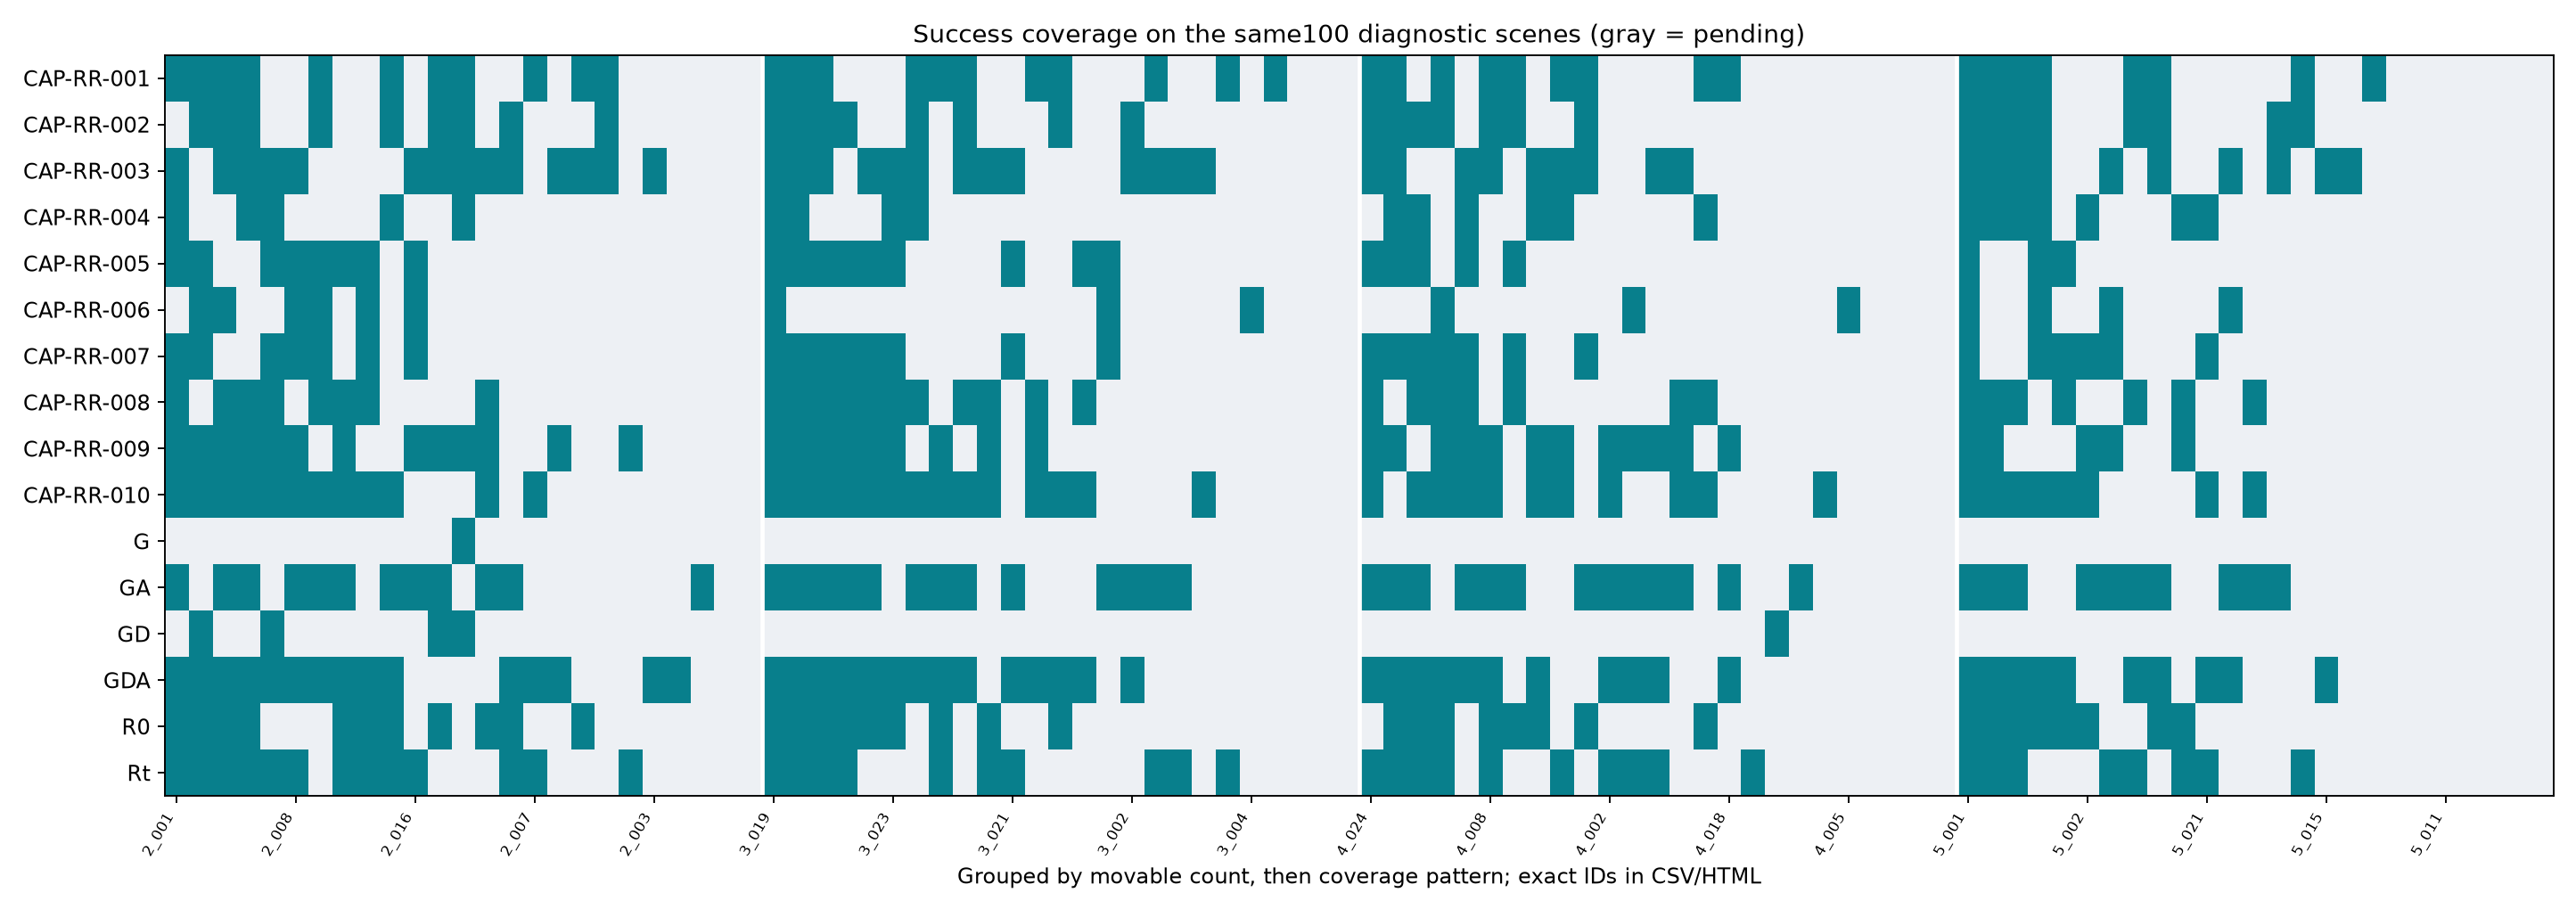 Success coverage on the same100 diagnostic scenes (gray = pending)
CAP-RR-001
CAP-RR-002
CAP-RR-003
CAP-RR-004
CAP-RR-005
CAP-RR-006
CAP-RR-007
CAP-RR-008
CAP-RR-009
CAP-RR-010
G
GA
GD
GDA
R0
Rt
2_001 2_008 2_016 2_007 2_003 3_019 3_023 3_021 3_002 3_004 4_024 4_008 4_002 4_018 4_005 5_001 5_002 5_021 5_015 5_011
Grouped by movable count, then coverage pattern; exact IDs in CSV/HTML